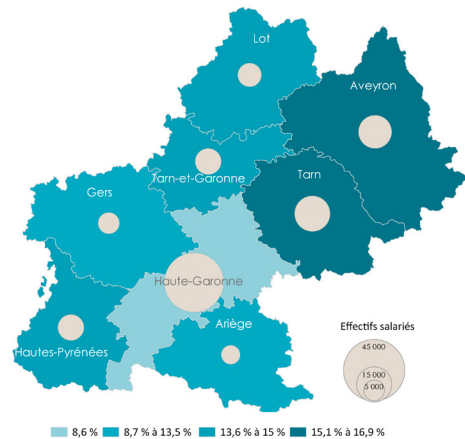 Lot
Aveyron
Tarn-et-Garonne
Tarn
Gers
Haute-Garonne
Ariège
Hautes-Pyrénées
Effectifs salariés
45 000
15 000
5 000
8,6 %
8,7 % à 13,5 %
13,6 % à 15 %
15,1 % à 16,9 %